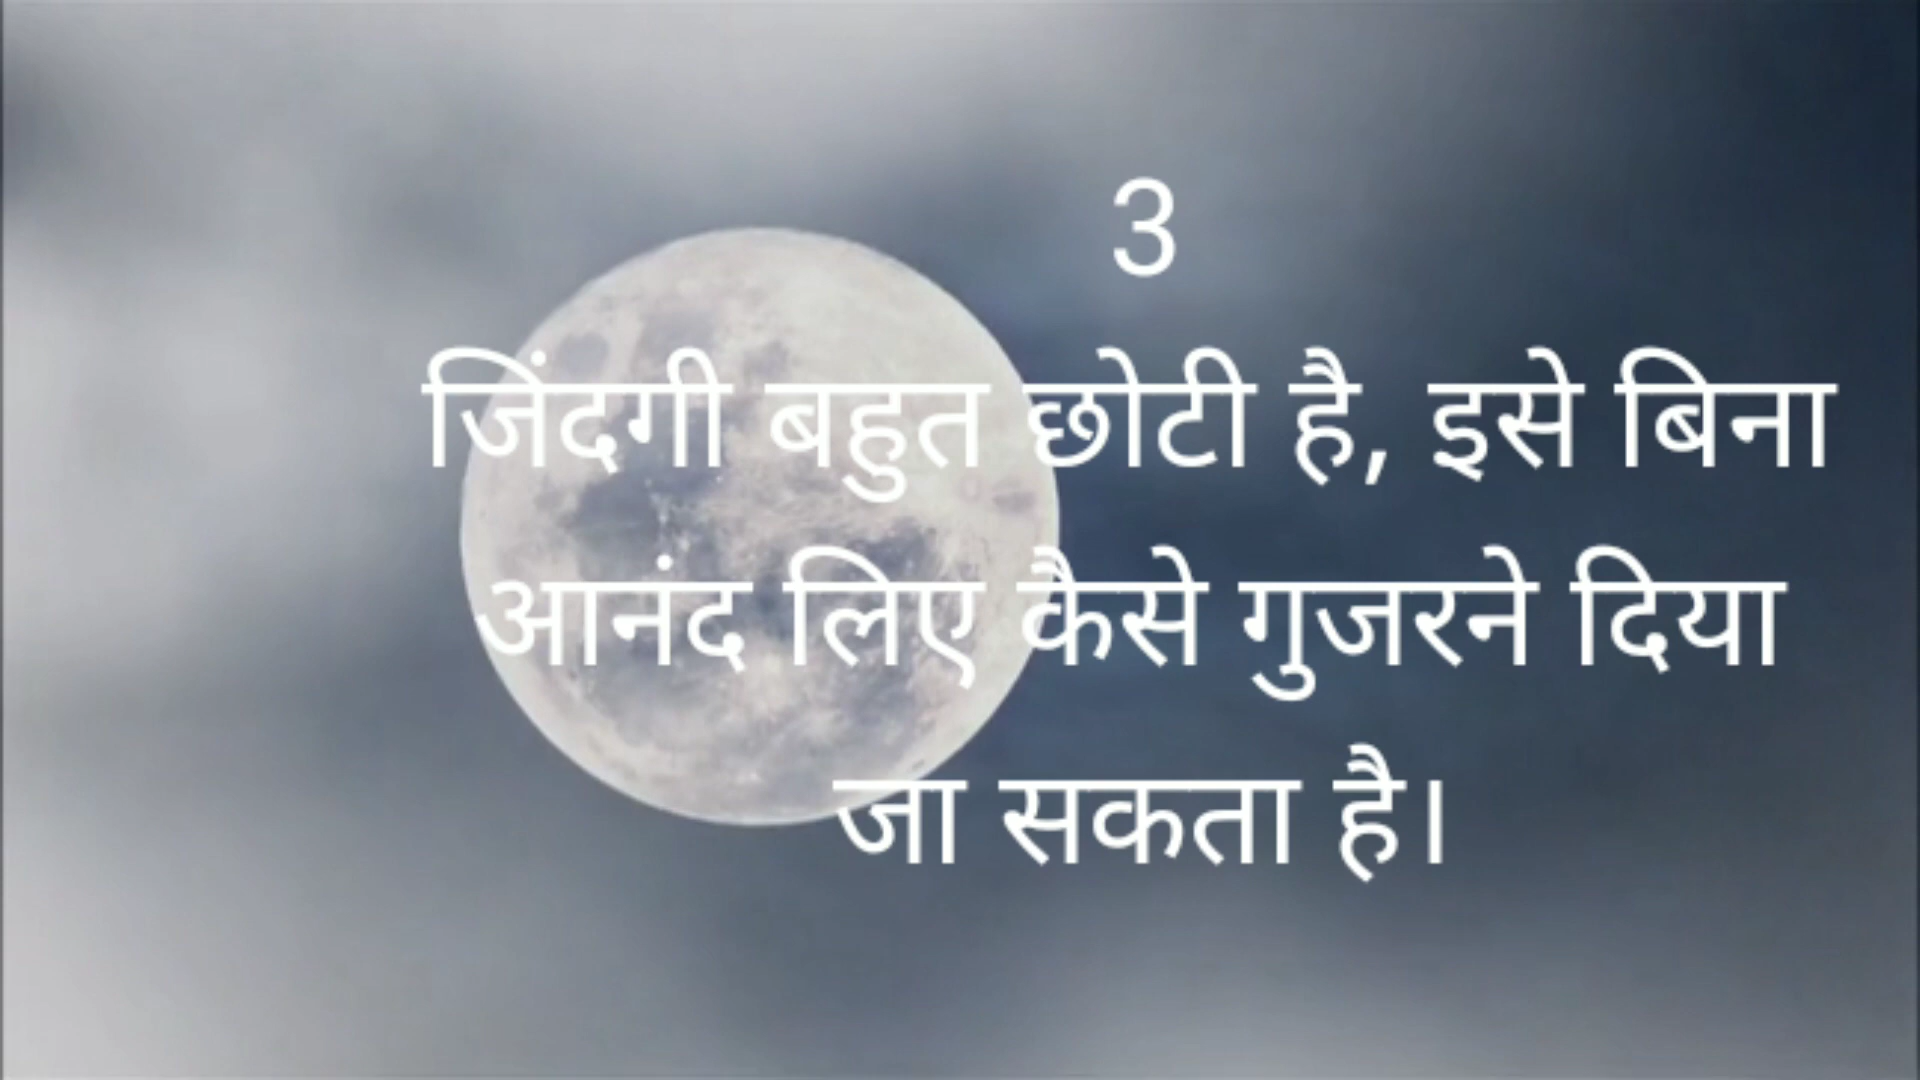 3
जिंदगी बहुत छोटी है, इसे बिना
आनंद लिए कैसे गुजरने दिया
जा सकता है।